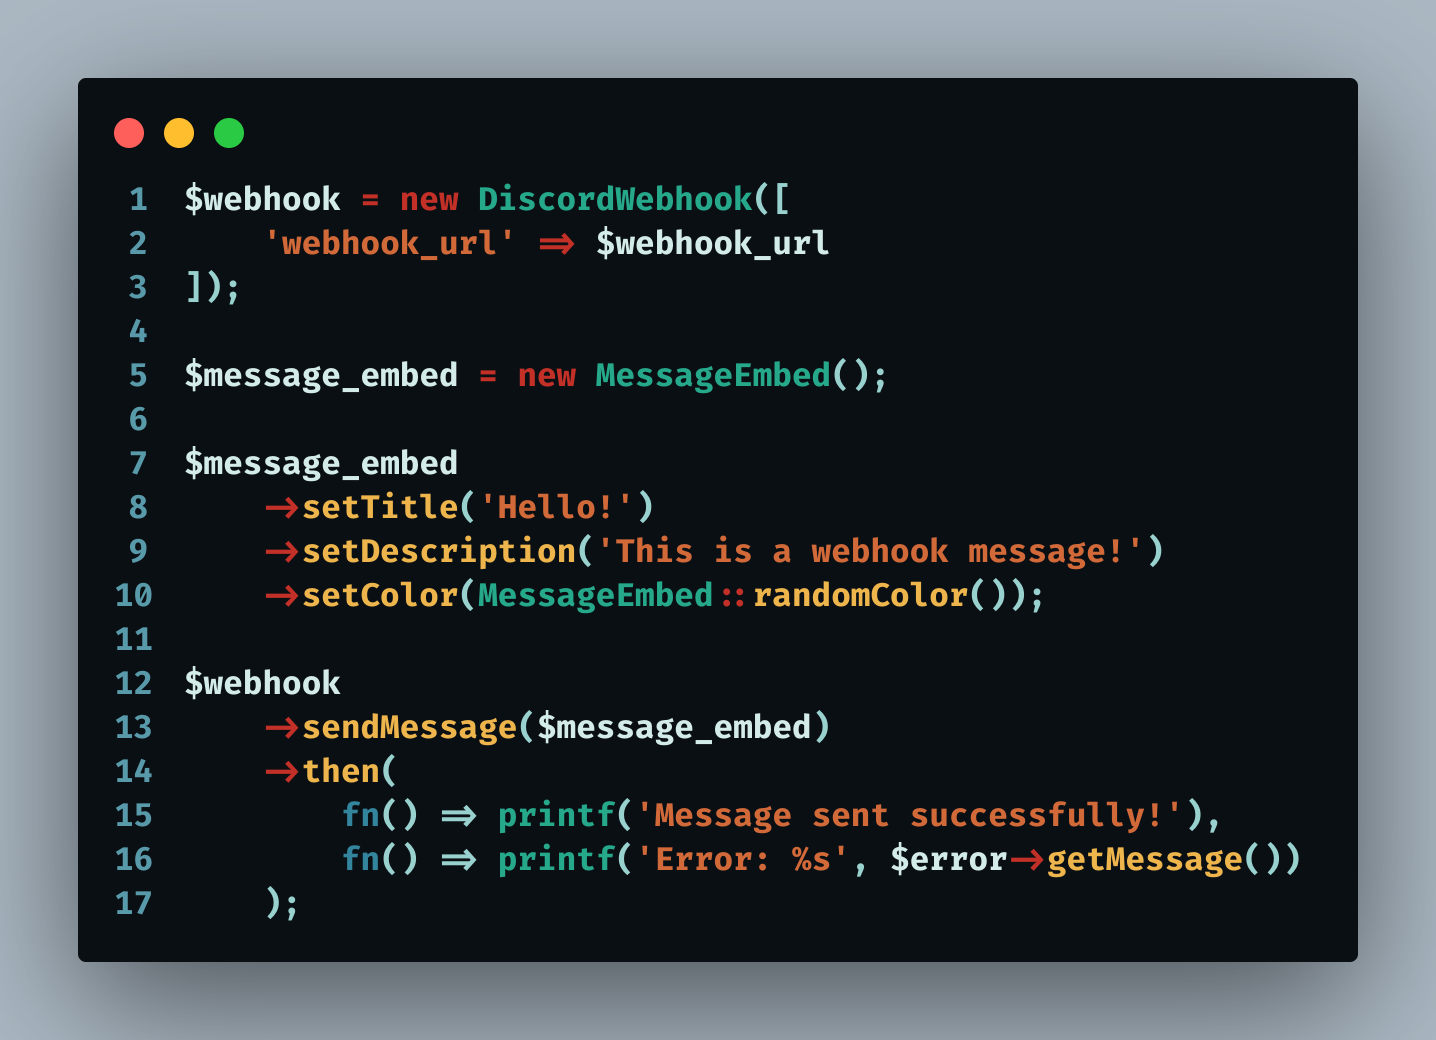 1 $webhook = new DiscordWebhook([
2     'webhook_url' => $webhook_url
3 ]);
4
5 $message_embed = new MessageEmbed();
6
7 $message_embed
8     ->setTitle('Hello!')
9     ->setDescription('This is a webhook message!')
10     ->setColor(MessageEmbed::randomColor());
11
12 $webhook
13     ->sendMessage($message_embed)
14     ->then(
15         fn() => printf('Message sent successfully!'),
16         fn() => printf('Error: %s', $error->getMessage())
17     );